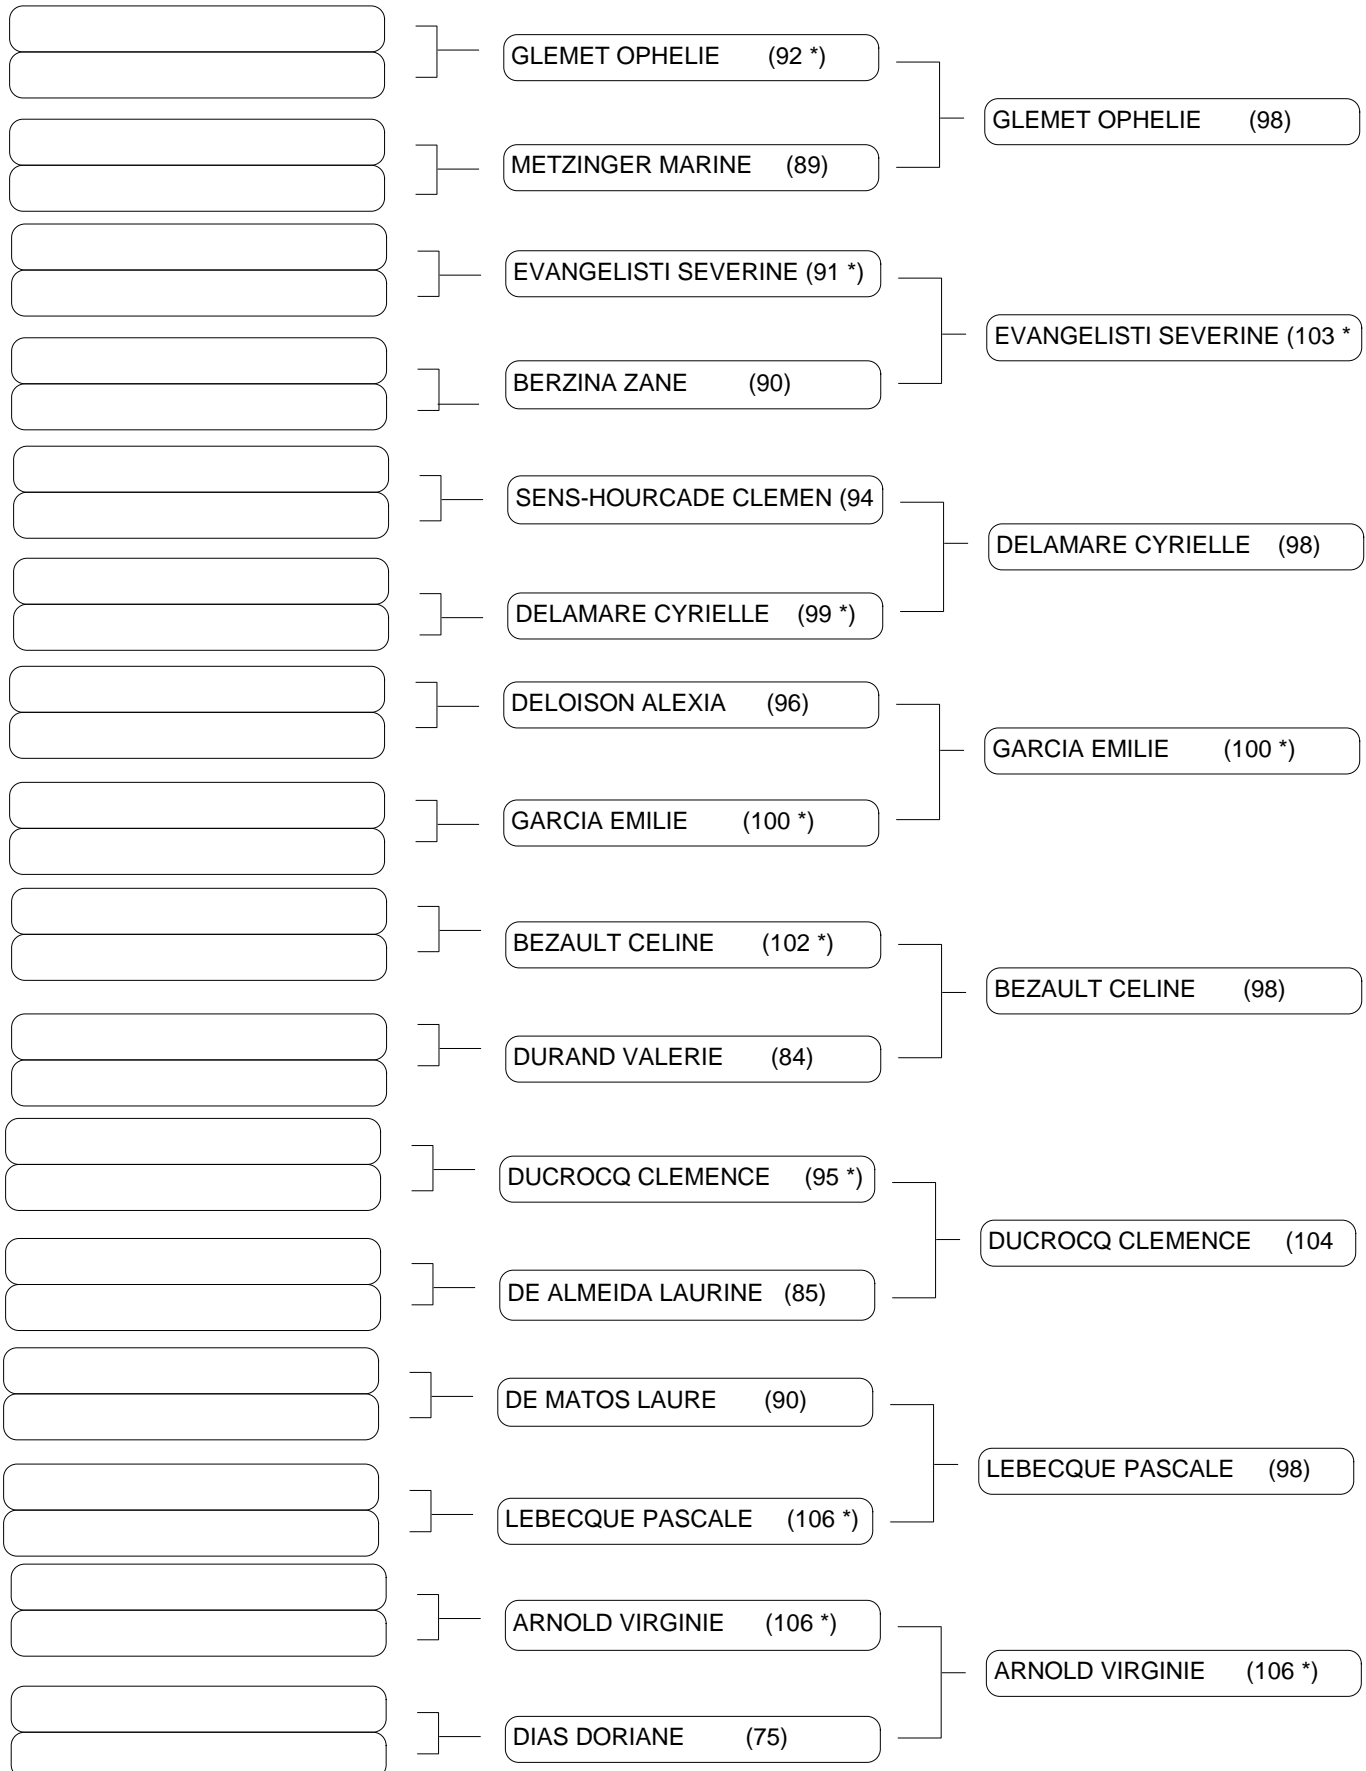 GLEMET OPHELIE (92 *)
METZINGER MARINE (89)
EVANGELISTI SEVERINE (91 *)
BERZINA ZANE (90)
SENS-HOURCADE CLEMEN (94
DELAMARE CYRIELLE (99 *)
DELOISON ALEXIA (96)
GARCIA EMILIE (100 *)
BEZAULT CELINE (102 *)
DURAND VALERIE (84)
DUCROCQ CLEMENCE (95 *)
DE ALMEIDA LAURINE (85)
DE MATOS LAURE (90)
LEBECQUE PASCALE (106 *)
ARNOLD VIRGINIE (106 *)
DIAS DORIANE (75)
GLEMET OPHELIE (98)
EVANGELISTI SEVERINE (103 *
DELAMARE CYRIELLE (98)
GARCIA EMILIE (100 *)
BEZAULT CELINE (98)
DUCROCQ CLEMENCE (104
LEBECQUE PASCALE (98)
ARNOLD VIRGINIE (106 *)